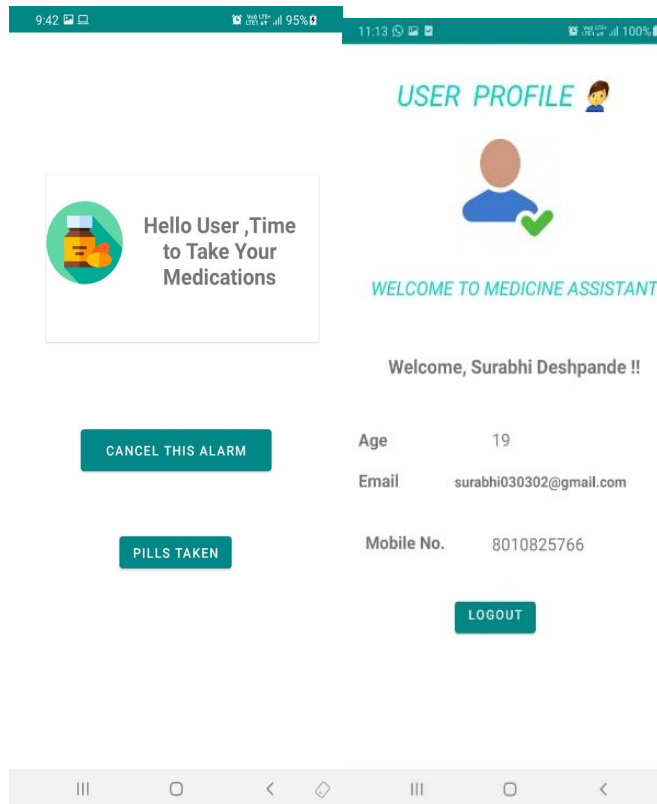 9:42
95%
Hello User ,Time
to Take Your
Medications
CANCEL THIS ALARM
PILLS TAKEN
11:13
100%
USER PROFILE
WELCOME TO MEDICINE ASSISTANT
Welcome, Surabhi Deshpande !!
Age 19
Email surabhi030302@gmail.com
Mobile No. 8010825766
LOGOUT